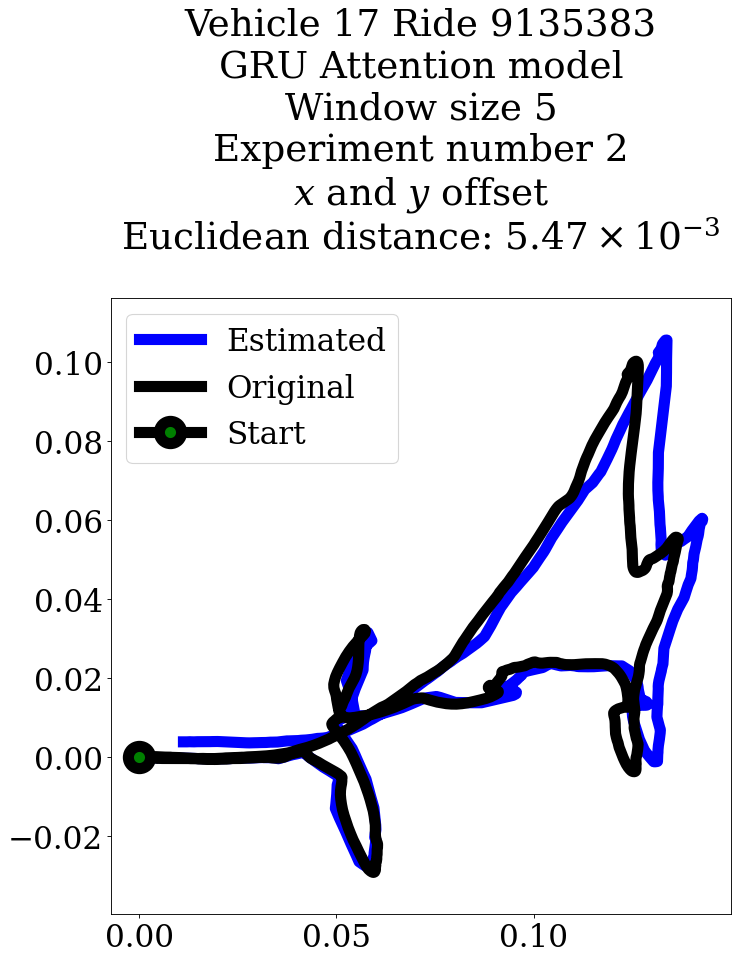 Vehicle 17 Ride 9135383
GRU Attention model
Window size 5
Experiment number 2
x and y offset
Euclidean distance: 5.47 × 10⁻³
Estimated
Original
Start
0.10
0.08
0.06
0.04
0.02
0.00
−0.02
0.00 0.05 0.10